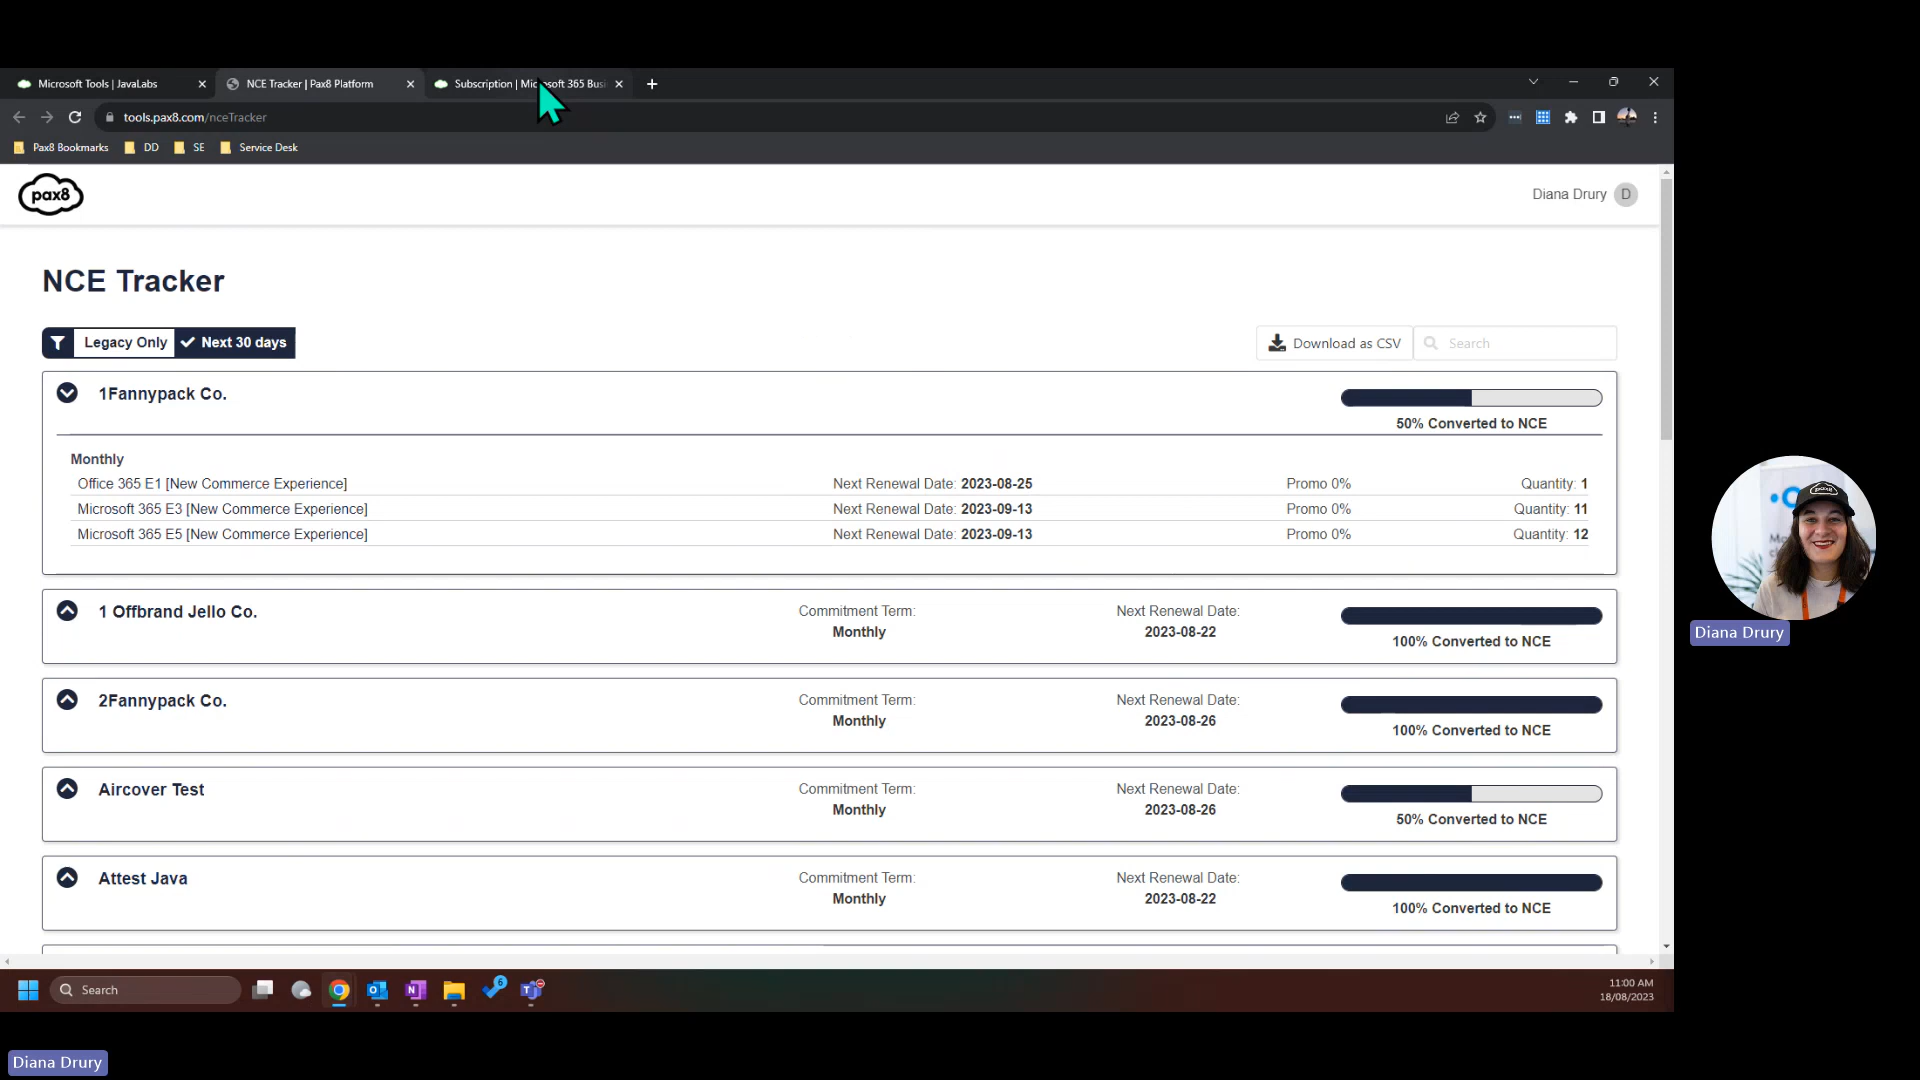 Microsoft Tools | JavaLabs
NCE Tracker | Pax8 Platform
Subscription | Microsoft 365 Busi
tools.pax8.com/nceTracker
Pax8 Bookmarks
DD
SE
Service Desk
pax8
Diana Drury D
NCE Tracker
Legacy Only
Next 30 days
Download as CSV
Search
1Fannypack Co.
50% Converted to NCE
Monthly
Office 365 E1 [New Commerce Experience] Next Renewal Date: 2023-08-25 Promo 0% Quantity: 1
Microsoft 365 E3 [New Commerce Experience] Next Renewal Date: 2023-09-13 Promo 0% Quantity: 11
Microsoft 365 E5 [New Commerce Experience] Next Renewal Date: 2023-09-13 Promo 0% Quantity: 12
1 Offbrand Jello Co.
Commitment Term:
Monthly
Next Renewal Date:
2023-08-22
100% Converted to NCE
2Fannypack Co.
Commitment Term:
Monthly
Next Renewal Date:
2023-08-26
100% Converted to NCE
Aircover Test
Commitment Term:
Monthly
Next Renewal Date:
2023-08-26
50% Converted to NCE
Attest Java
Commitment Term:
Monthly
Next Renewal Date:
2023-08-22
100% Converted to NCE
Diana Drury
Search
6
11:00 AM
18/08/2023
Diana Drury